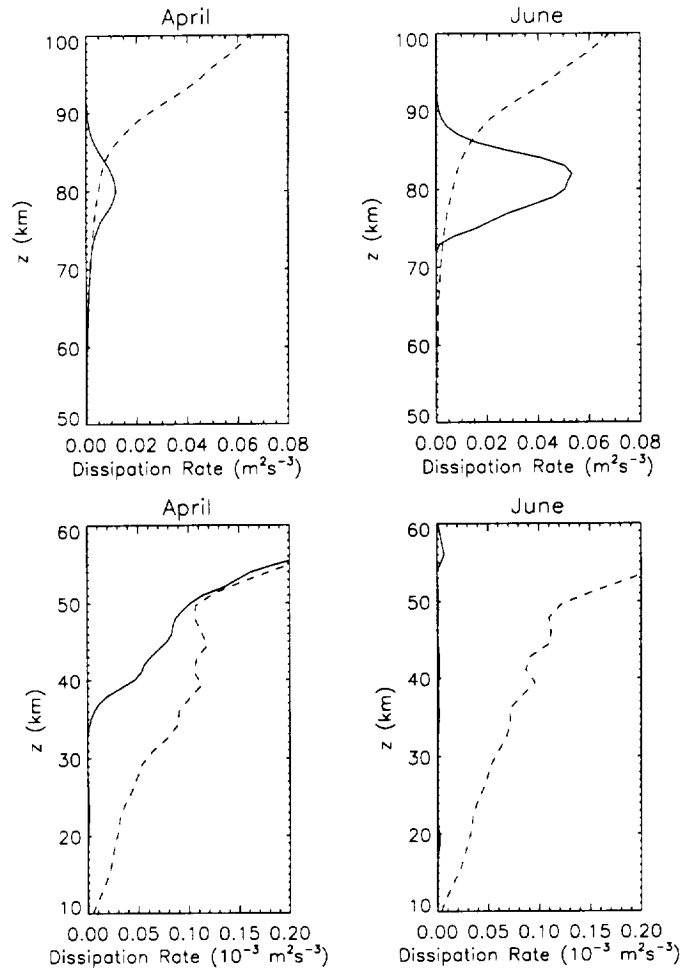 April
100
90
80
70
60
50
z (km)
0.00 0.02 0.04 0.06 0.08
Dissipation Rate (m²s⁻³)
June
100
90
80
70
60
50
z (km)
0.00 0.02 0.04 0.06 0.08
Dissipation Rate (m²s⁻³)
April
60
50
40
30
20
10
z (km)
0.00 0.05 0.10 0.15 0.20
Dissipation Rate (10⁻³ m²s⁻³)
June
60
50
40
30
20
10
z (km)
0.00 0.05 0.10 0.15 0.20
Dissipation Rate (10⁻³ m²s⁻³)